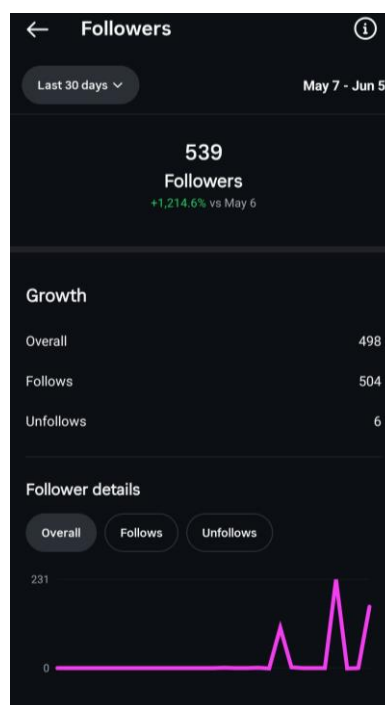 Followers
Last 30 days
May 7 - Jun 5
539
Followers
+1,214.6% vs May 6
Growth
Overall 498
Follows 504
Unfollows 6
Follower details
Overall Follows Unfollows
231
0